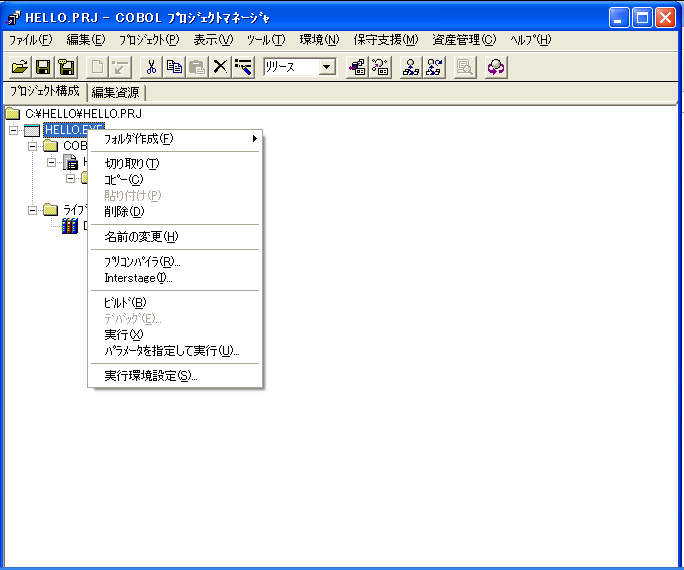 HELLO.PRJ - COBOL ﾌﾟﾛｼﾞｪｸﾄﾏﾈｰｼﾞｬ
ﾌｧｲﾙ(F) 編集(E) ﾌﾟﾛｼﾞｪｸﾄ(P) 表示(V) ﾂｰﾙ(T) 環境(N) 保守支援(M) 資産管理(C) ﾍﾙﾌﾟ(H)
ﾘﾘｰｽ
ﾌﾟﾛｼﾞｪｸﾄ構成 編集資源
C:¥HELLO¥HELLO.PRJ
HELLO.EXE
COB
H
ﾗｲﾌﾞ
ﾌｫﾙﾀﾞ作成(F)
切り取り(T)
ｺﾋﾟｰ(C)
貼り付け(P)
削除(D)
名前の変更(H)
ﾌﾟﾘｺﾝﾊﾟｲﾗ(R)...
Interstage(I)...
ﾋﾞﾙﾄﾞ(B)
ﾃﾞﾊﾞｯｸﾞ(E)...
実行(X)
ﾊﾟﾗﾒｰﾀを指定して実行(U)...
実行環境設定(S)...